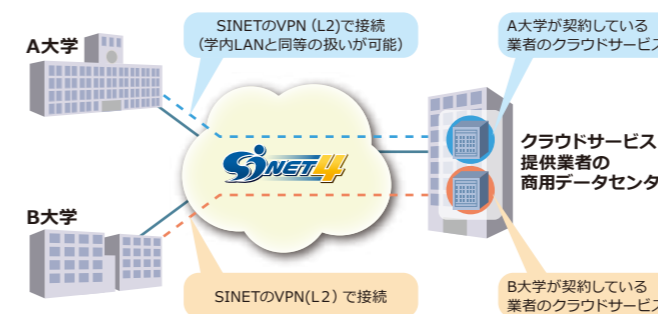 SINETのVPN (L2)で接続
(学内LANと同等の扱いが可能)
A大学が契約している
業者のクラウドサービス
A大学
SINET4
クラウドサービス
提供業者の
商用データセンタ
B大学
SINETのVPN(L2) で接続
B大学が契約している
業者のクラウドサービス